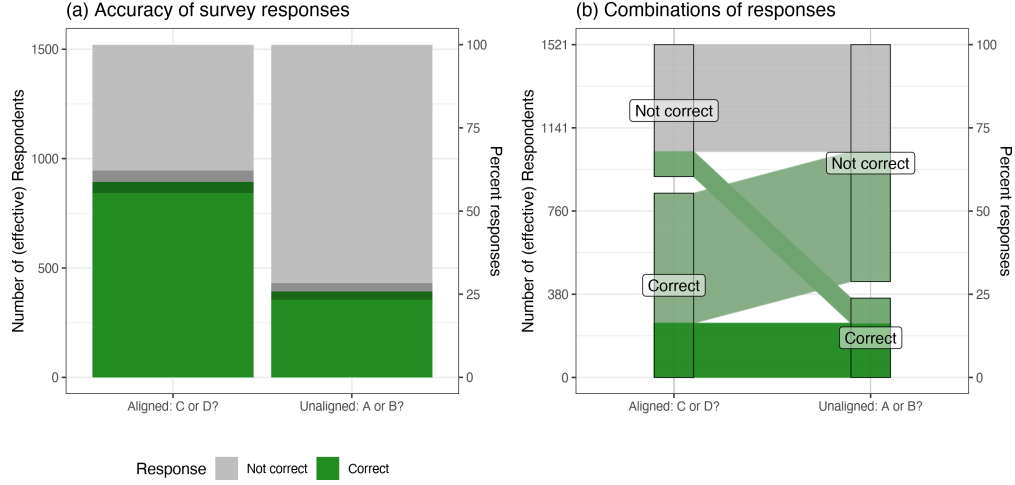 (a) Accuracy of survey responses
Number of (effective) Respondents
1500
1000
500
0
100
75
50
25
0
Percent responses
Aligned: C or D?
Unaligned: A or B?
Response
Not correct
Correct
(b) Combinations of responses
Number of (effective) Respondents
1521
1141
760
380
0
Not correct
Correct
Not correct
Correct
100
75
50
25
0
Percent responses
Aligned: C or D?
Unaligned: A or B?